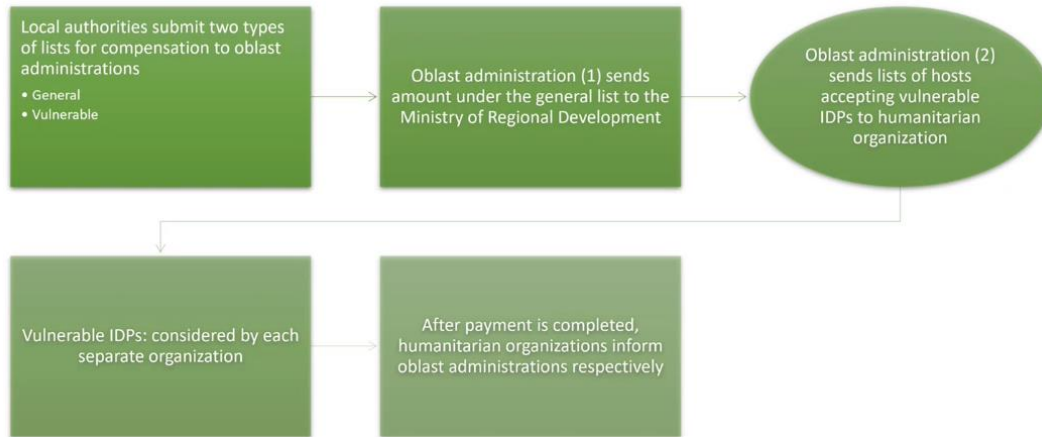 Local authorities submit two types
of lists for compensation to oblast
administrations
• General
• Vulnerable
Oblast administration (1) sends
amount under the general list to the
Ministry of Regional Development
Oblast administration (2)
sends lists of hosts
accepting vulnerable
IDPs to humanitarian
organization
Vulnerable IDPs: considered by each
separate organization
After payment is completed,
humanitarian organizations inform
oblast administrations respectively